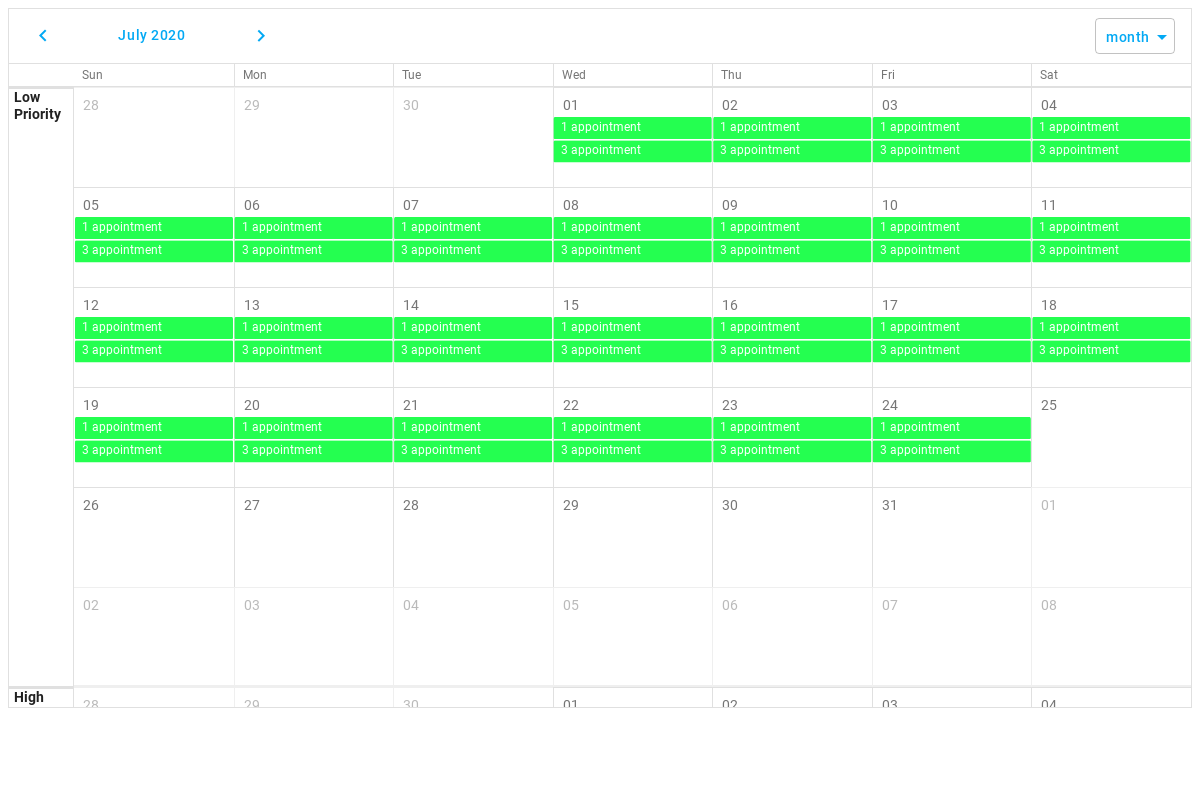 July 2020
month
Sun Mon Tue Wed Thu Fri Sat
Low
Priority
28 29 30 01 02 03 04
1 appointment 1 appointment 1 appointment 1 appointment
3 appointment 3 appointment 3 appointment 3 appointment
05 06 07 08 09 10 11
1 appointment 1 appointment 1 appointment 1 appointment 1 appointment 1 appointment 1 appointment
3 appointment 3 appointment 3 appointment 3 appointment 3 appointment 3 appointment 3 appointment
12 13 14 15 16 17 18
1 appointment 1 appointment 1 appointment 1 appointment 1 appointment 1 appointment 1 appointment
3 appointment 3 appointment 3 appointment 3 appointment 3 appointment 3 appointment 3 appointment
19 20 21 22 23 24 25
1 appointment 1 appointment 1 appointment 1 appointment 1 appointment 1 appointment
3 appointment 3 appointment 3 appointment 3 appointment 3 appointment 3 appointment
26 27 28 29 30 31 01
02 03 04 05 06 07 08
High
28 29 30 01 02 03 04